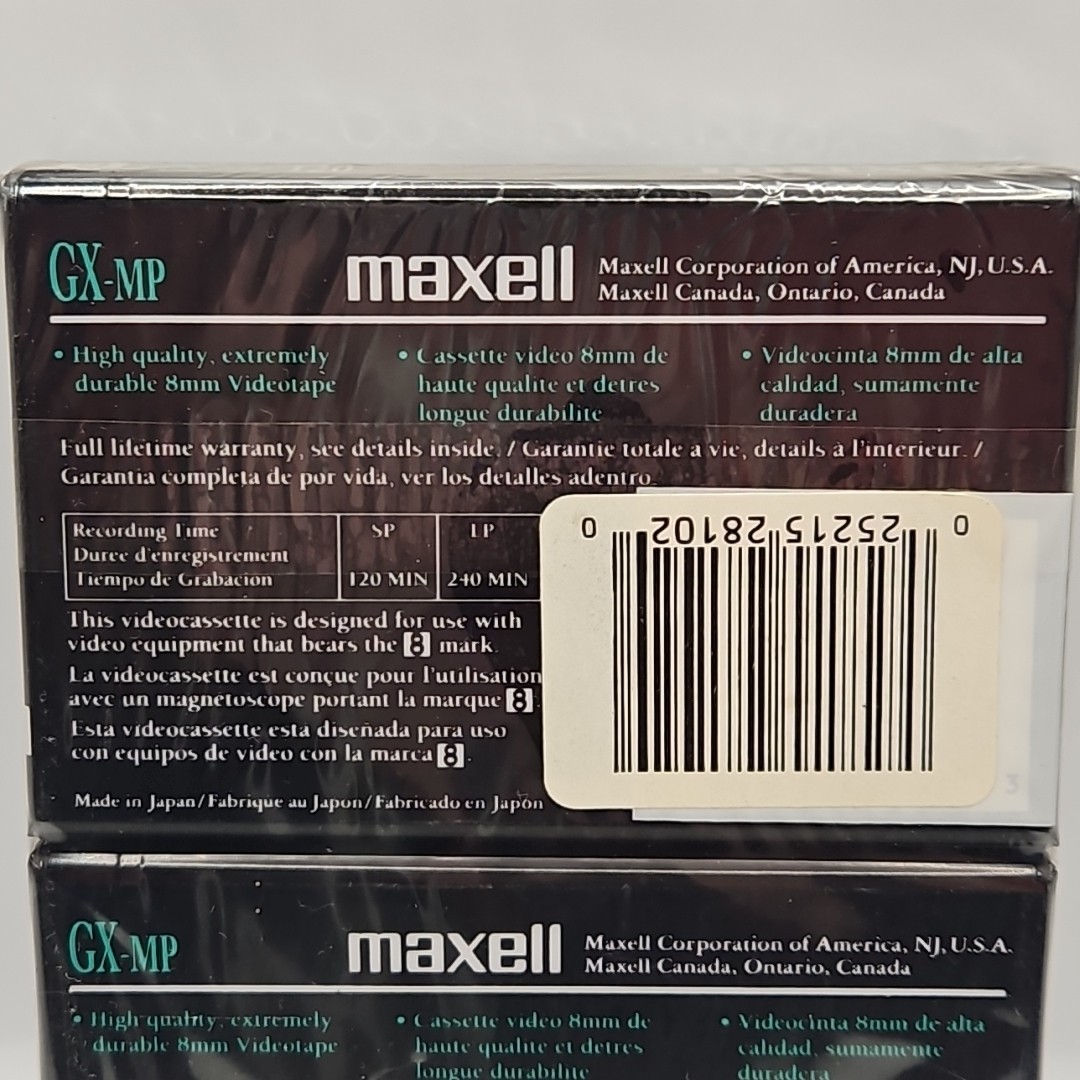 GX-MP
maxell
Maxell Corporation of America, NJ, U.S.A.
Maxell Canada, Ontario, Canada
• High quality, extremely
durable 8mm Videotape
• Cassette video 8mm de
haute qualite et detres
longue durabilite
• Videocinta 8mm de alta
calidad, sumamente
duradera
Full lifetime warranty, see details inside. / Garantie totale a vie, details à l'interieur. /
Garantia completa de por vida, ver los detalles adentro.
Recording Time SP LP
Duree d'enregistrement
Tiempo de Grabacion 120 MIN 240 MIN
This videocassette is designed for use with
video equipment that bears the 8 mark.
La videocassette est conçue pour l'utilisation
avec un magnetoscope portant la marque 8.
Esta videocassette esta diseñada para uso
con equipos de video con la marca 8.
Made in Japan/Fabrique au Japon/Fabricado en Japón
0 25215 28102 0
3
GX-MP
maxell
Maxell Corporation of America, NJ, U.S.A.
Maxell Canada, Ontario, Canada
• High quality, extremely
durable 8mm Videotape
• Cassette video 8mm de
haute qualite et detres
longue durabilite
• Videocinta 8mm de alta
calidad, sumamente
duradera